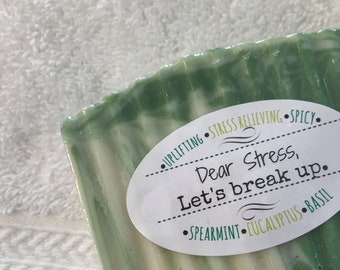 UPLIFTING • STRESS RELIEVING • SPICY
Dear Stress,
Let's break up.
• SPEARMINT • EUCALYPTUS • BASIL